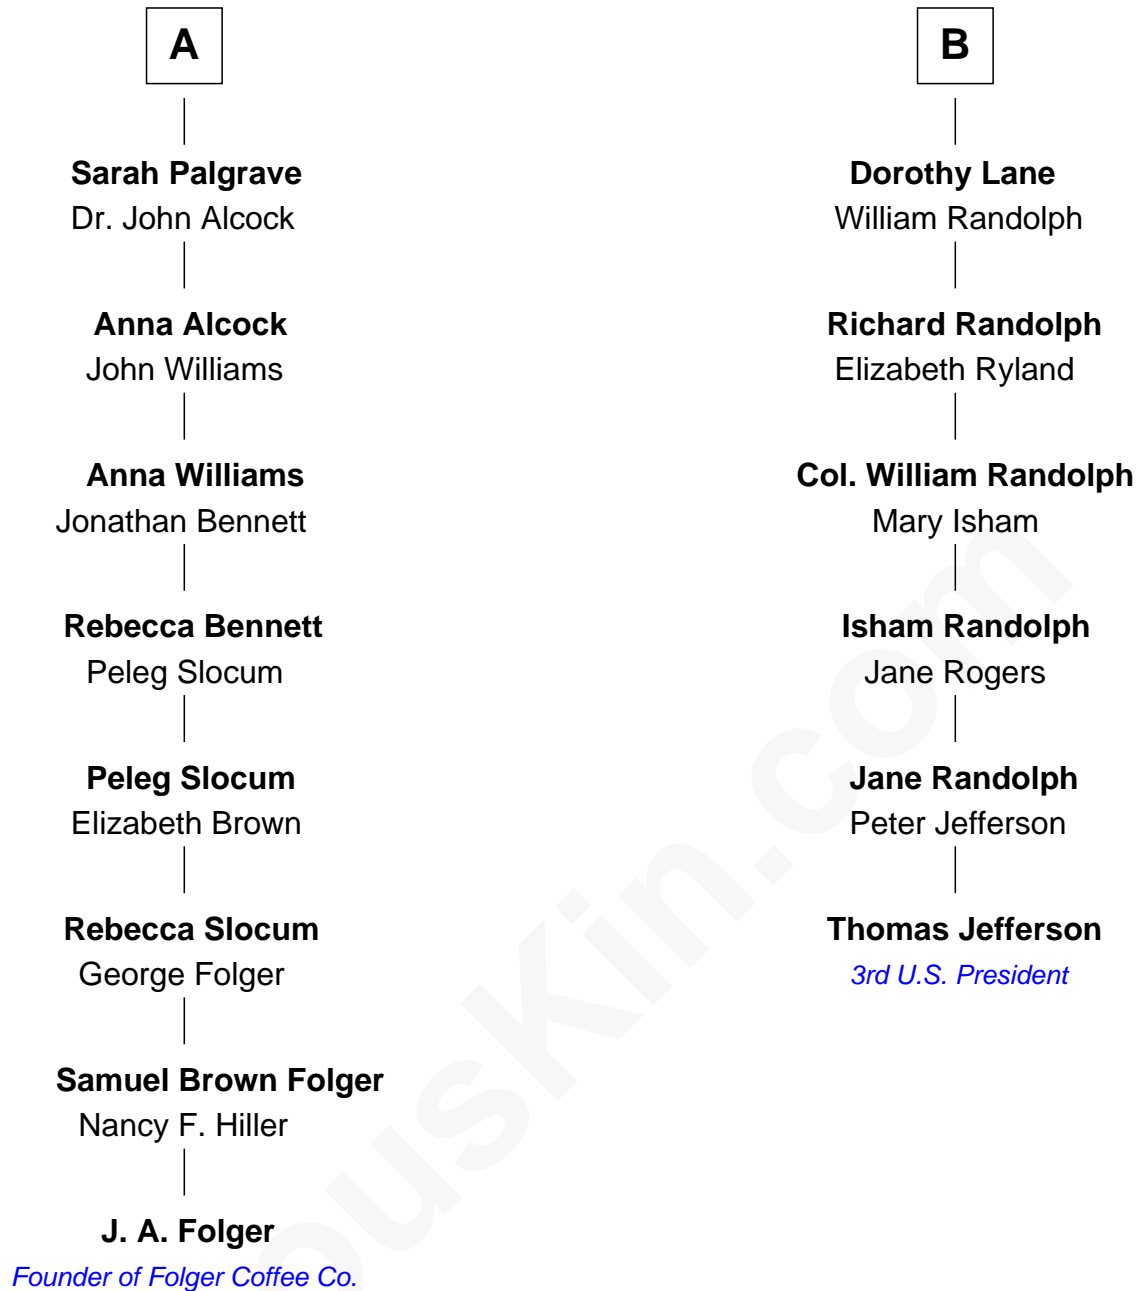 A
Sarah Palgrave
Dr. John Alcock
Anna Alcock
John Williams
Anna Williams
Jonathan Bennett
Rebecca Bennett
Peleg Slocum
Peleg Slocum
Elizabeth Brown
Rebecca Slocum
George Folger
Samuel Brown Folger
Nancy F. Hiller
J. A. Folger
Founder of Folger Coffee Co.
B
Dorothy Lane
William Randolph
Richard Randolph
Elizabeth Ryland
Col. William Randolph
Mary Isham
Isham Randolph
Jane Rogers
Jane Randolph
Peter Jefferson
Thomas Jefferson
3rd U.S. President
ousKin.com